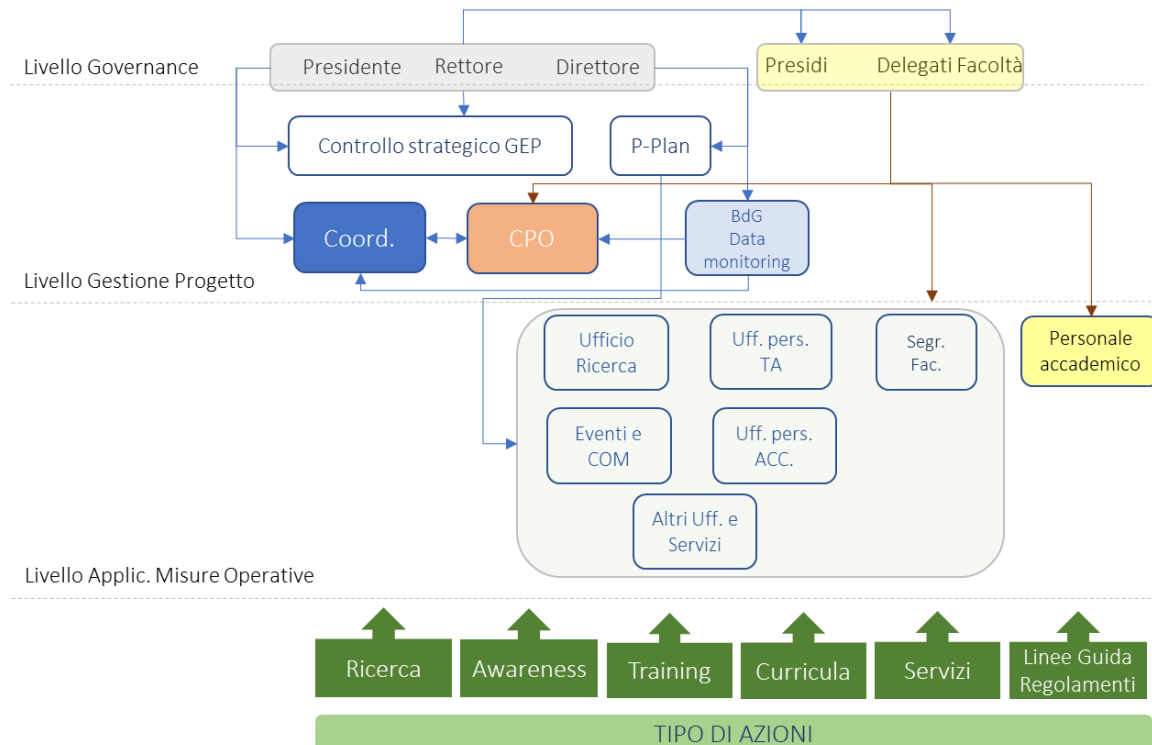 Livello Governance
Presidente Rettore Direttore
Presidi Delegati Facoltà
Controllo strategico GEP
P-Plan
Coord.
CPO
BdG
Data
monitoring
Livello Gestione Progetto
Ufficio
Ricerca
Uff. pers.
TA
Segr.
Fac.
Personale
accademico
Eventi e
COM
Uff. pers.
ACC.
Altri Uff. e
Servizi
Livello Applic. Misure Operative
Ricerca
Awareness
Training
Curricula
Servizi
Linee Guida
Regolamenti
TIPO DI AZIONI